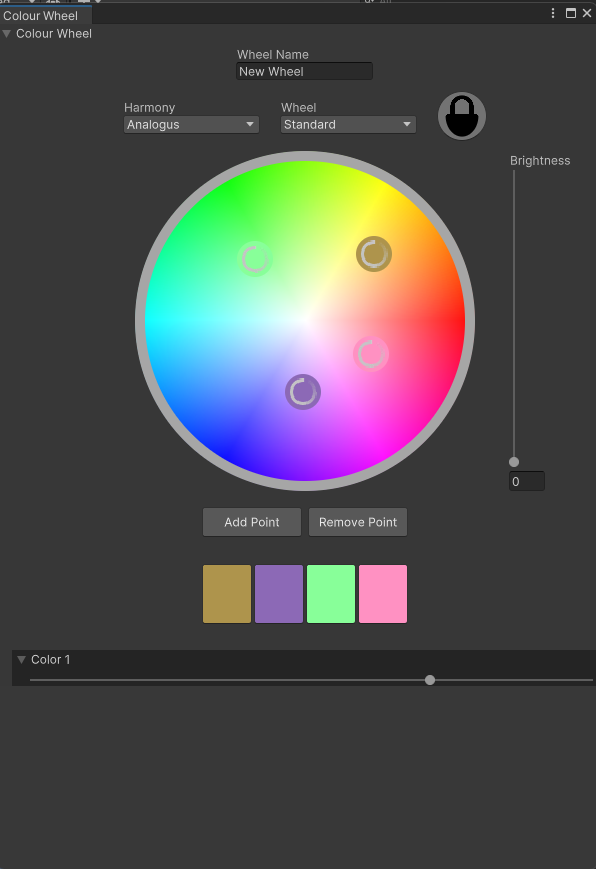 Colour Wheel
Colour Wheel
Wheel Name
New Wheel
Harmony
Wheel
Analogus
Standard
Brightness
0
Add Point
Remove Point
Color 1